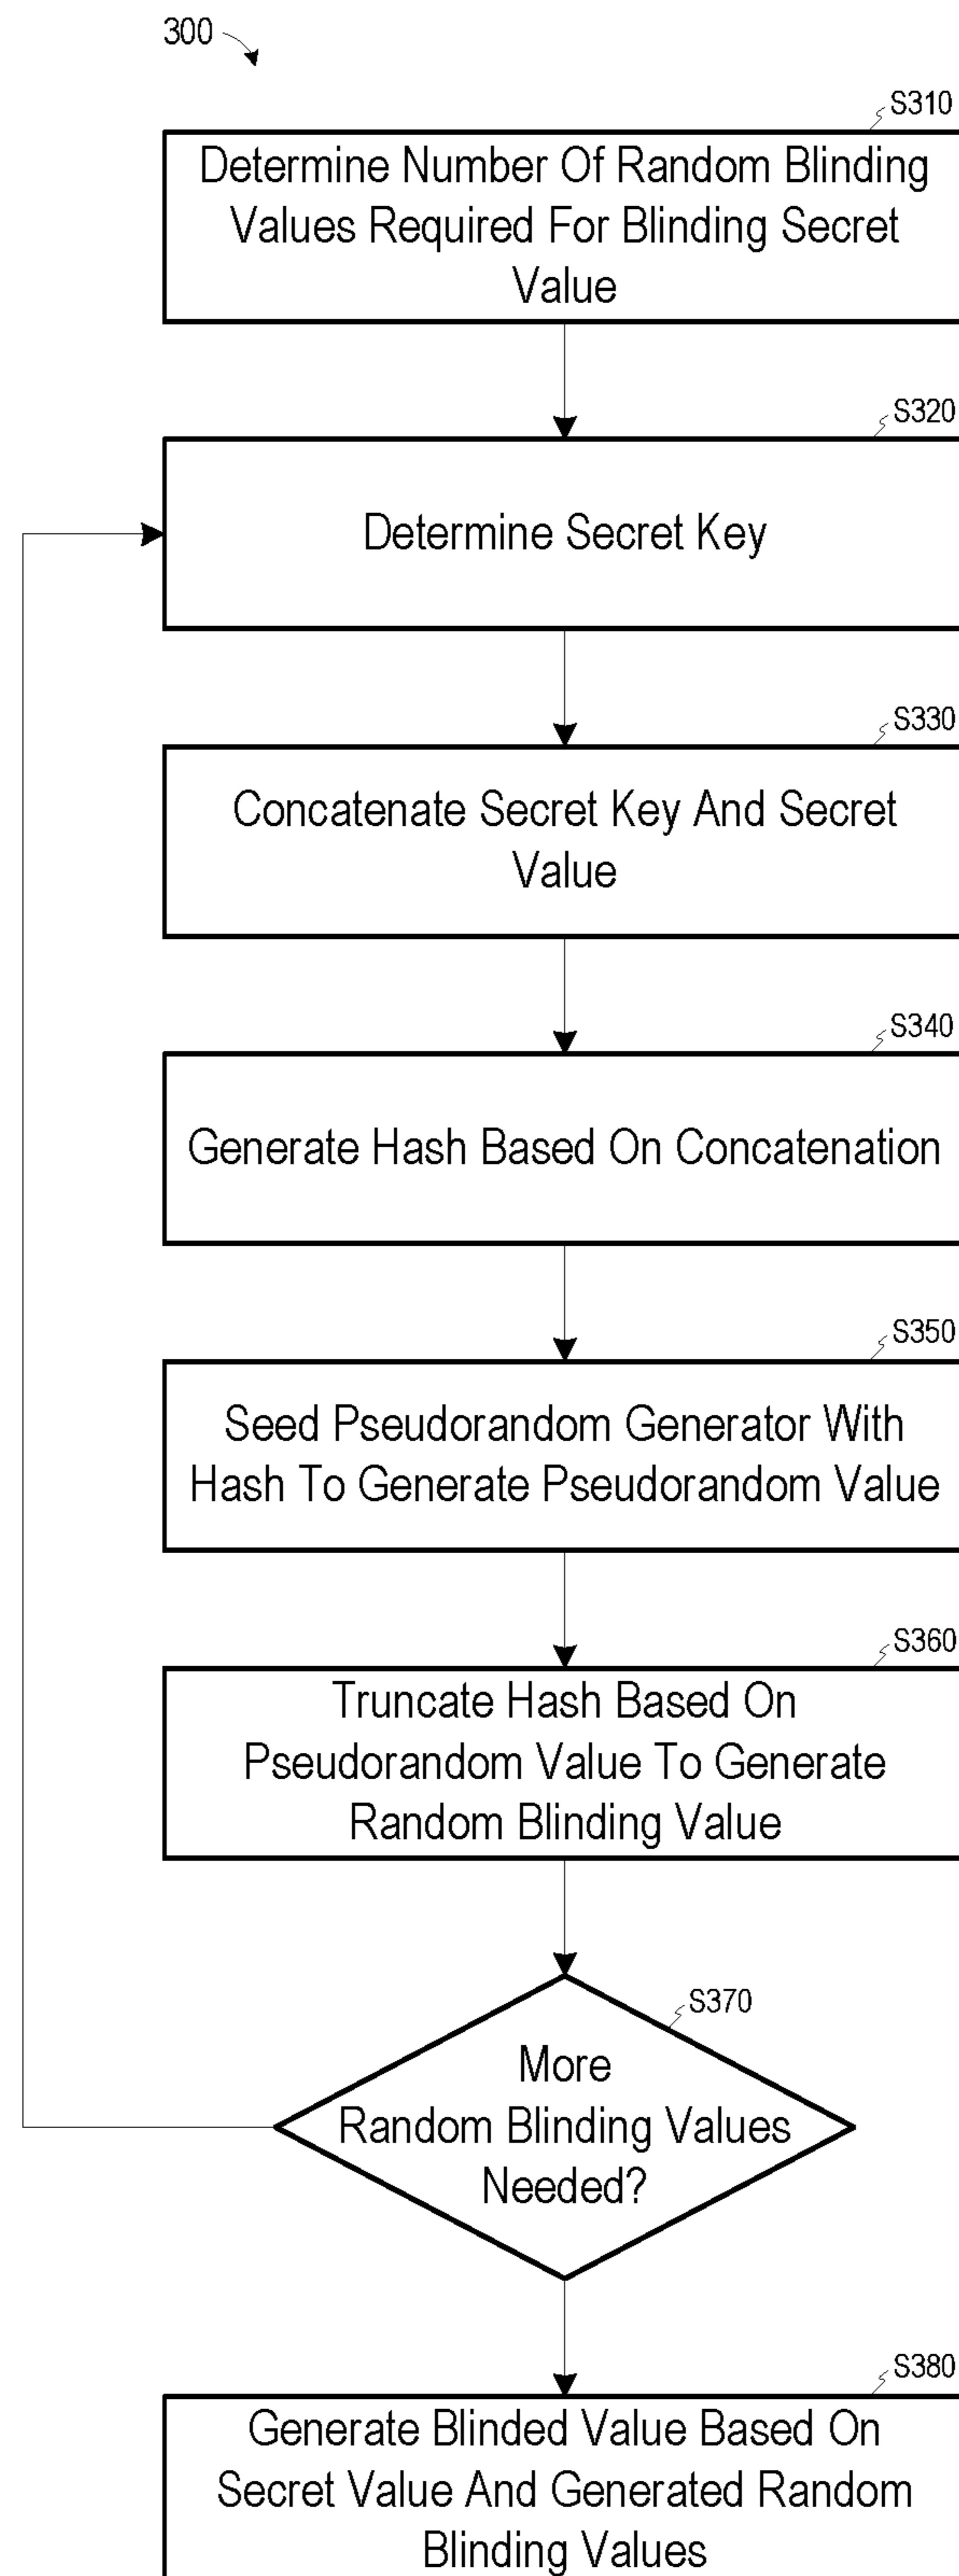 300
S310
Determine Number Of Random Blinding
Values Required For Blinding Secret
Value
S320
Determine Secret Key
S330
Concatenate Secret Key And Secret
Value
S340
Generate Hash Based On Concatenation
S350
Seed Pseudorandom Generator With
Hash To Generate Pseudorandom Value
S360
Truncate Hash Based On
Pseudorandom Value To Generate
Random Blinding Value
S370
More
Random Blinding Values
Needed?
S380
Generate Blinded Value Based On
Secret Value And Generated Random
Blinding Values